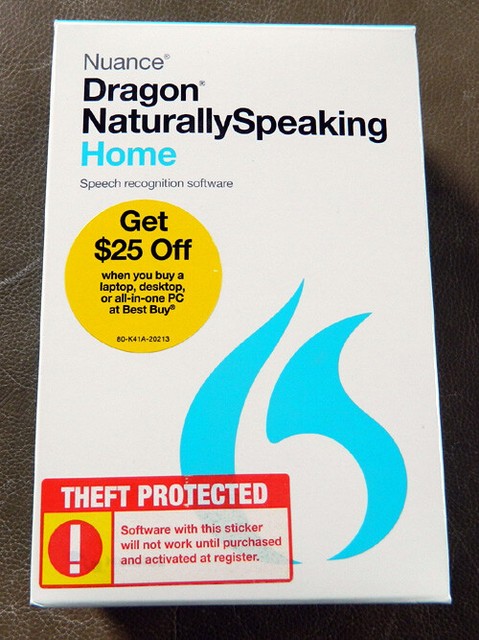 Nuance®
Dragon®
NaturallySpeaking
Home
Speech recognition software
Get
$25 Off
when you buy a
laptop, desktop,
or all-in-one PC
at Best Buy®
60-K41A-20213
THEFT PROTECTED
!
Software with this sticker
will not work until purchased
and activated at register.